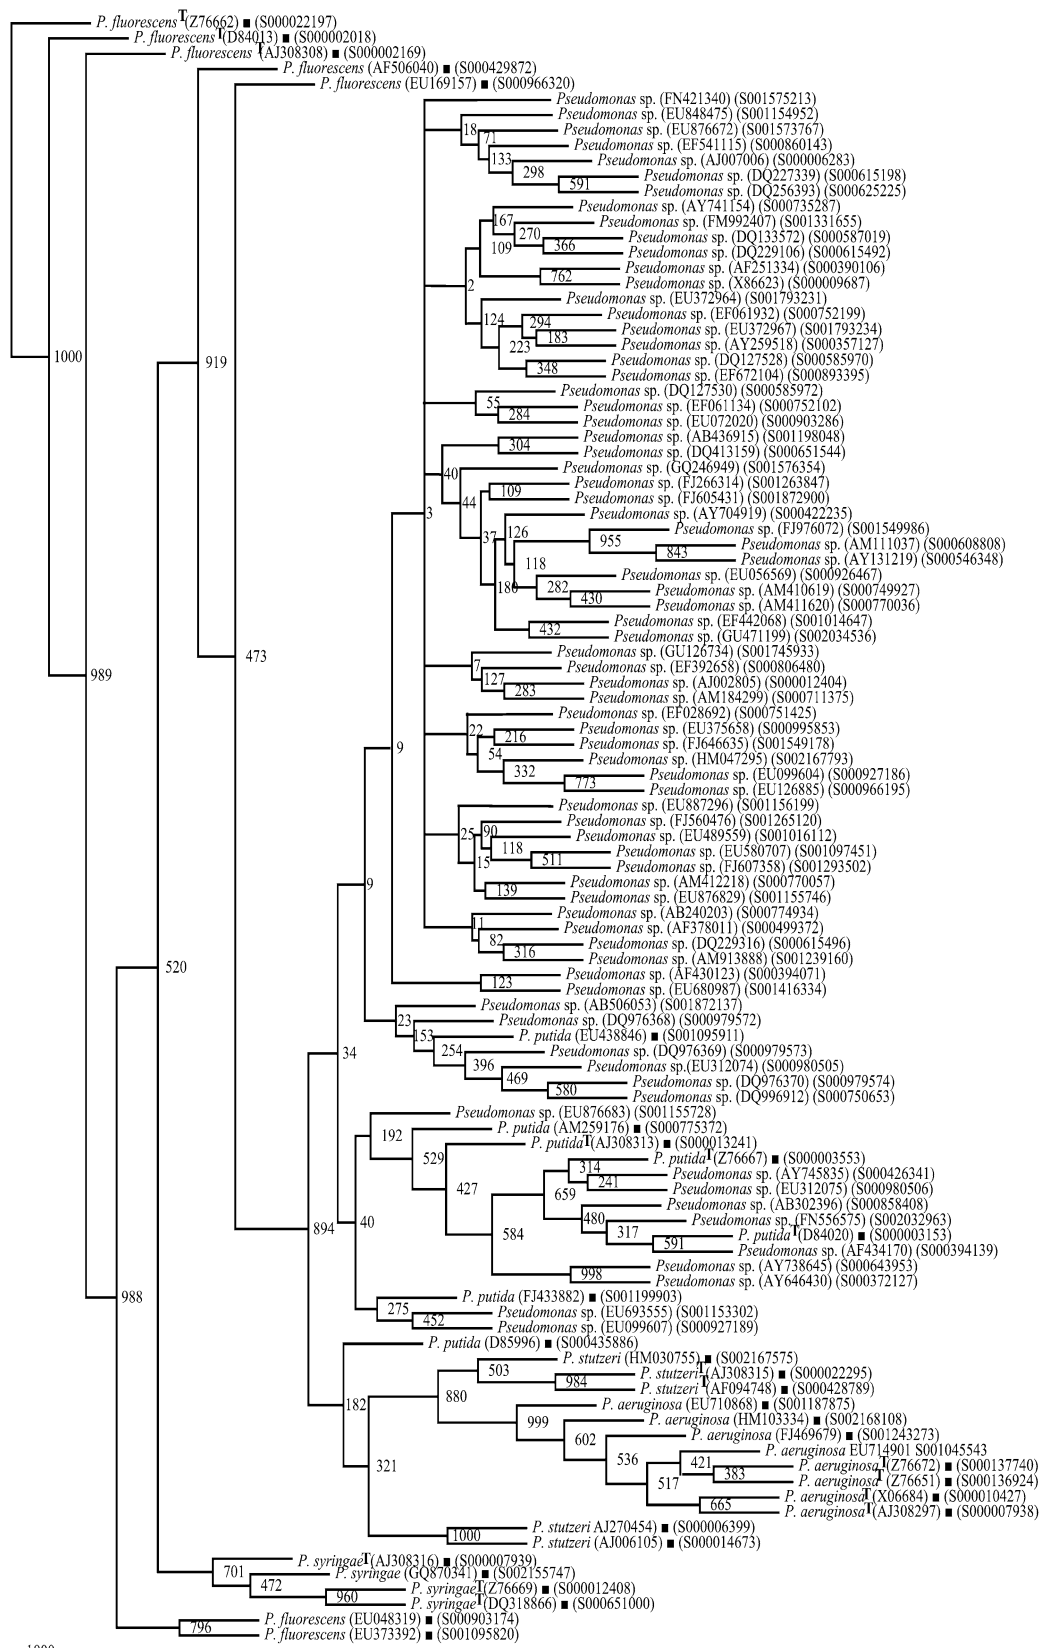 P. fluorescens T(Z76662) ■ (S000022197)
P. fluorescens T(D84013) ■ (S000002018)
P. fluorescens T(AJ308308) ■ (S000002169)
P. fluorescens (AF506040) ■ (S000429872)
P. fluorescens (EU169157) ■ (S000966320)
Pseudomonas sp. (FN421340) (S001575213)
Pseudomonas sp. (EU848475) (S001154952)
18 71 Pseudomonas sp. (EU876672) (S001573767)
Pseudomonas sp. (EF541115) (S000860143)
133 Pseudomonas sp. (AJ007006) (S000006283)
298 Pseudomonas sp. (DQ227339) (S000615198)
591 Pseudomonas sp. (DQ256393) (S000625225)
Pseudomonas sp. (AY741154) (S000735287)
167 Pseudomonas sp. (FM992407) (S001331655)
270 Pseudomonas sp. (DQ133572) (S000587019)
109 366 Pseudomonas sp. (DQ229106) (S000615492)
Pseudomonas sp. (AF251334) (S000390106)
2 762 Pseudomonas sp. (X86623) (S000009687)
Pseudomonas sp. (EU372964) (S001793231)
124 294 Pseudomonas sp. (EF061932) (S000752199)
Pseudomonas sp. (EU372967) (S001793234)
223 183 Pseudomonas sp. (AY259518) (S000357127)
1000 919 Pseudomonas sp. (DQ127528) (S000585970)
348 Pseudomonas sp. (EF672104) (S000893395)
Pseudomonas sp. (DQ127530) (S000585972)
55 Pseudomonas sp. (EF061134) (S000752102)
284 Pseudomonas sp. (EU072020) (S000903286)
Pseudomonas sp. (AB436915) (S001198048)
304 Pseudomonas sp. (DQ413159) (S000651544)
40 Pseudomonas sp. (GQ246949) (S001576354)
Pseudomonas sp. (FJ266314) (S001263847)
44 109 Pseudomonas sp. (FJ605431) (S001872900)
3 Pseudomonas sp. (AY704919) (S000422235)
37 126 Pseudomonas sp. (FJ976072) (S001549986)
955 Pseudomonas sp. (AM111037) (S000608808)
118 843 Pseudomonas sp. (AY131219) (S000546348)
Pseudomonas sp. (EU056569) (S000926467)
180 282 Pseudomonas sp. (AM410619) (S000749927)
430 Pseudomonas sp. (AM411620) (S000770036)
Pseudomonas sp. (EF442068) (S001014647)
432 Pseudomonas sp. (GU471199) (S002034536)
473 Pseudomonas sp. (GU126734) (S001745933)
7 Pseudomonas sp. (EF392658) (S000806480)
989 127 Pseudomonas sp. (AJ002805) (S000012404)
283 Pseudomonas sp. (AM184299) (S000711375)
Pseudomonas sp. (EF028692) (S000751425)
22 Pseudomonas sp. (EU375658) (S000995853)
9 216 Pseudomonas sp. (FJ646635) (S001549178)
54 Pseudomonas sp. (HM047295) (S002167793)
332 Pseudomonas sp. (EU099604) (S000927186)
773 Pseudomonas sp. (EU126885) (S000966195)
Pseudomonas sp. (EU887296) (S001156199)
Pseudomonas sp. (FJ560476) (S001265120)
25 90 Pseudomonas sp. (EU489559) (S001016112)
118 Pseudomonas sp. (EU580707) (S001097451)
15 511 Pseudomonas sp. (FJ607358) (S001293502)
9 Pseudomonas sp. (AM412218) (S000770057)
139 Pseudomonas sp. (EU876829) (S001155746)
Pseudomonas sp. (AB240203) (S000774934)
11 Pseudomonas sp. (AF378011) (S000499372)
82 Pseudomonas sp. (DQ229316) (S000615496)
316 Pseudomonas sp. (AM913888) (S001239160)
520 Pseudomonas sp. (AF430123) (S000394071)
123 Pseudomonas sp. (EU680987) (S001416334)
Pseudomonas sp. (AB506053) (S001872137)
23 Pseudomonas sp. (DQ976368) (S000979572)
153 P. putida (EU438846) ■ (S001095911)
34 254 Pseudomonas sp. (DQ976369) (S000979573)
396 Pseudomonas sp.(EU312074) (S000980505)
469 Pseudomonas sp. (DQ976370) (S000979574)
580 Pseudomonas sp. (DQ996912) (S000750653)
Pseudomonas sp. (EU876683) (S001155728)
192 P. putida (AM259176) ■ (S000775372)
P. putida T(AJ308313) ■ (S000013241)
529 P. putida T(Z76667) ■ (S000003553)
314 Pseudomonas sp. (AY745835) (S000426341)
427 241 Pseudomonas sp. (EU312075) (S000980506)
659 Pseudomonas sp. (AB302396) (S000858408)
40 480 Pseudomonas sp. (FN556575) (S002032963)
894 584 317 P. putida T(D84020) ■ (S000003153)
591 Pseudomonas sp. (AF434170) (S000394139)
Pseudomonas sp. (AY738645) (S000643953)
998 Pseudomonas sp. (AY646430) (S000372127)
988 P. putida (FJ433882) ■ (S001199903)
275 Pseudomonas sp. (EU693555) (S001153302)
452 Pseudomonas sp. (EU099607) (S000927189)
P. putida (D85996) ■ (S000435886)
P. stutzeri (HM030755) ■ (S002167575)
503 P. stutzeri T(AJ308315) ■ (S000022295)
984 P. stutzeri T(AF094748) ■ (S000428789)
182 880 P. aeruginosa (EU710868) ■ (S001187875)
999 P. aeruginosa (HM103334) ■ (S002168108)
602 P. aeruginosa (FJ469679) ■ (S001243273)
536 P. aeruginosa EU714901 S001045543
321 421 P. aeruginosa T(Z76672) ■ (S000137740)
517 383 P. aeruginosa T(Z76651) ■ (S000136924)
P. aeruginosa T(X06684) ■ (S000010427)
665 P. aeruginosa T(AJ308297) ■ (S000007938)
P. stutzeri AJ270454) ■ (S000006399)
1000 P. stutzeri (AJ006105) ■ (S000014673)
P. syringae T(AJ308316) ■ (S000007939)
701 P. syringae (GQ870341) ■ (S002155747)
472 P. syringae T(Z76669) ■ (S000012408)
960 P. syringae T(DQ318866) ■ (S000651000)
P. fluorescens (EU048319) ■ (S000903174)
796 P. fluorescens (EU373392) ■ (S001095820)